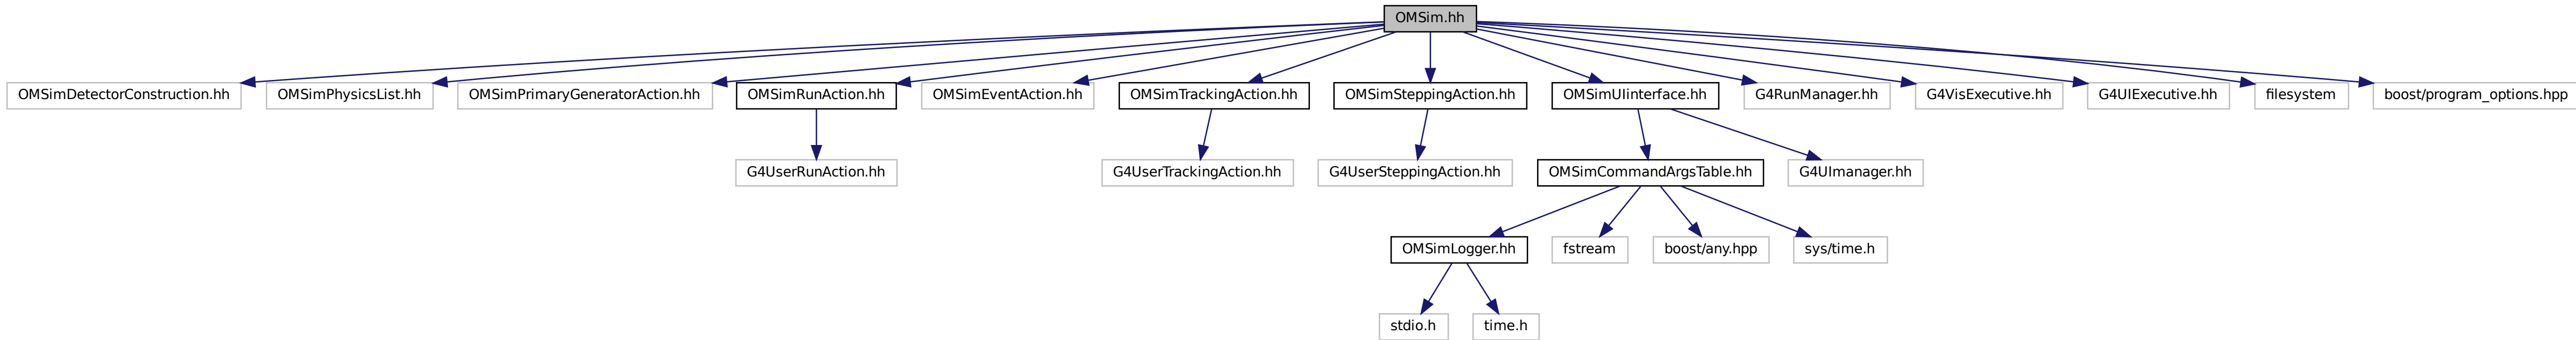 OMSim.hh
OMSimDetectorConstruction.hh
OMSimPhysicsList.hh
OMSimPrimaryGeneratorAction.hh
OMSimRunAction.hh
OMSimEventAction.hh
OMSimTrackingAction.hh
OMSimSteppingAction.hh
OMSimUIinterface.hh
G4RunManager.hh
G4VisExecutive.hh
G4UIExecutive.hh
filesystem
boost/program_options.hpp
G4UserRunAction.hh
G4UserTrackingAction.hh
G4UserSteppingAction.hh
OMSimCommandArgsTable.hh
G4UImanager.hh
OMSimLogger.hh
fstream
boost/any.hpp
sys/time.h
stdio.h
time.h